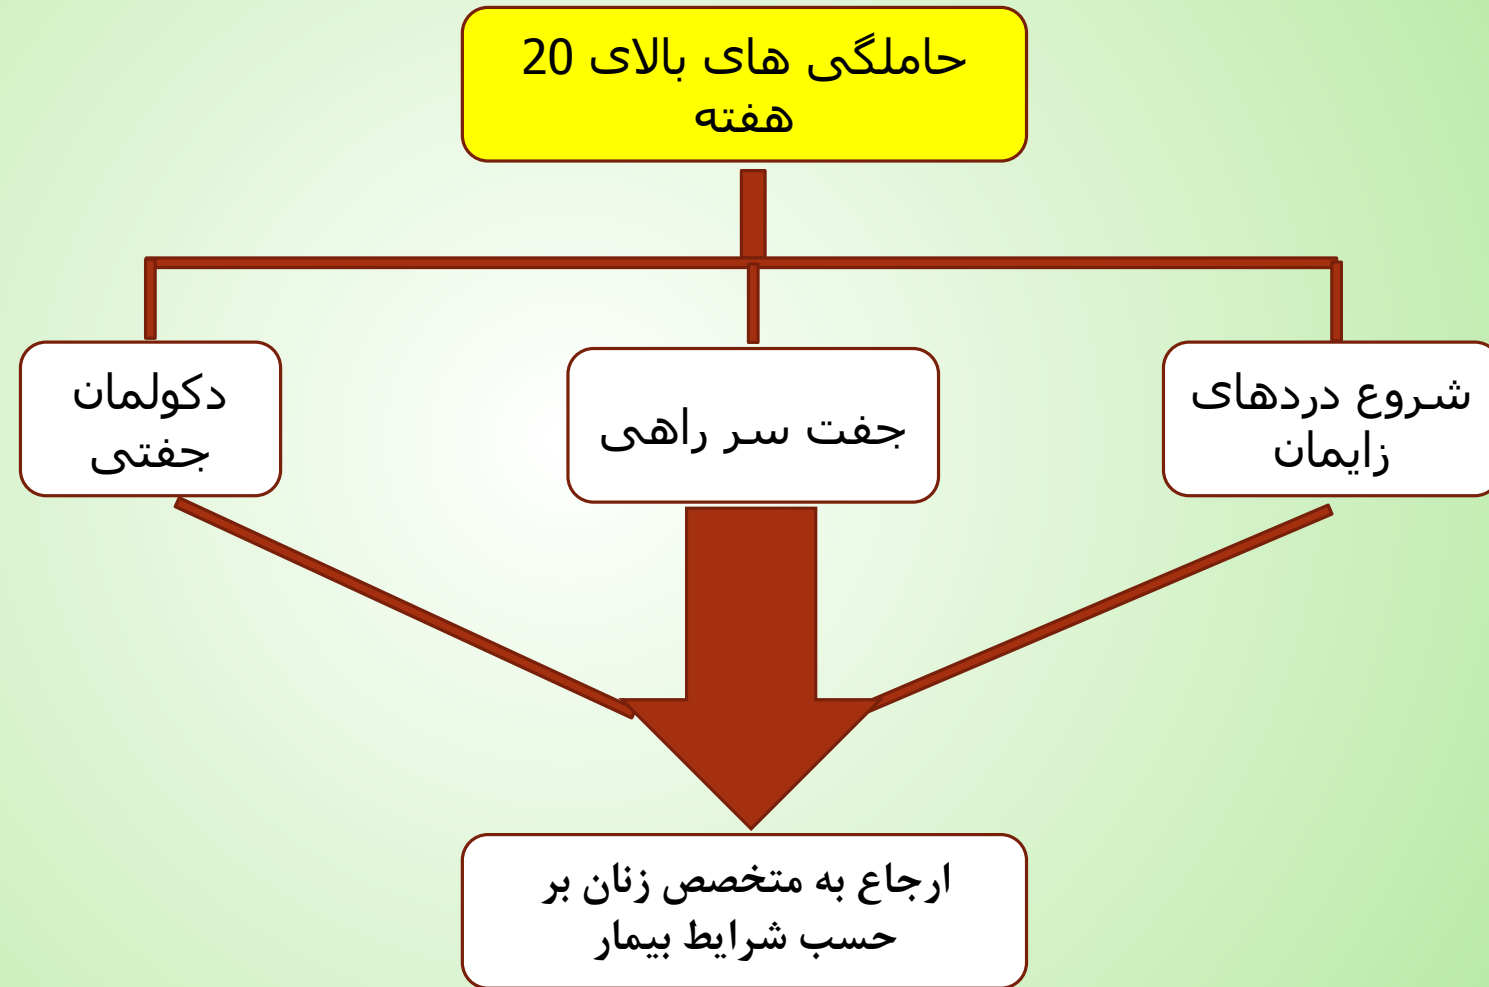 حاملگی های بالای 20
هفته
شروع دردهای
زایمان
جفت سر راهی
دکولمان
جفتی
ارجاع به متخصص زنان بر
حسب شرایط بیمار